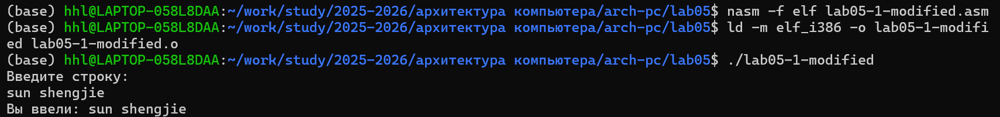 (base) hhl@LAPTOP-058L8DAA:~/work/study/2025-2026/архитектура компьютера/arch-pc/lab05$ nasm -f elf lab05-1-modified.asm
(base) hhl@LAPTOP-058L8DAA:~/work/study/2025-2026/архитектура компьютера/arch-pc/lab05$ ld -m elf_i386 -o lab05-1-modifi
ed lab05-1-modified.o
(base) hhl@LAPTOP-058L8DAA:~/work/study/2025-2026/архитектура компьютера/arch-pc/lab05$ ./lab05-1-modified
Введите строку:
sun shengjie
Вы ввели: sun shengjie